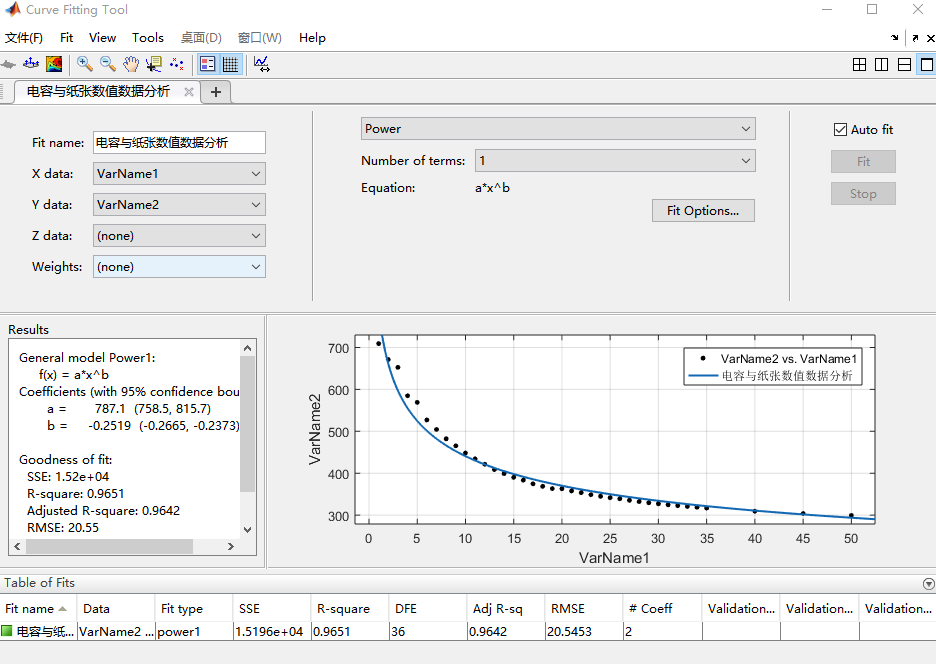 Curve Fitting Tool
文件(F) Fit View Tools 桌面(D) 窗口(W) Help
电容与纸张数值数据分析
Fit name: 电容与纸张数值数据分析
X data: VarName1
Y data: VarName2
Z data: (none)
Weights: (none)
Power
Number of terms: 1
Equation: a*x^b
Fit Options...
Auto fit
Fit
Stop
Results
General model Power1:
f(x) = a*x^b
Coefficients (with 95% confidence bou
a = 787.1 (758.5, 815.7)
b = -0.2519 (-0.2665, -0.2373)
Goodness of fit:
SSE: 1.52e+04
R-square: 0.9651
Adjusted R-square: 0.9642
RMSE: 20.55
VarName2
700
600
500
400
300
VarName2 vs. VarName1
电容与纸张数值数据分析
0 5 10 15 20 25 30 35 40 45 50
VarName1
Table of Fits
Fit name Data Fit type SSE R-square DFE Adj R-sq RMSE # Coeff Validation... Validation... Validation...
电容与纸... VarName2 ... power1 1.5196e+04 0.9651 36 0.9642 20.5453 2